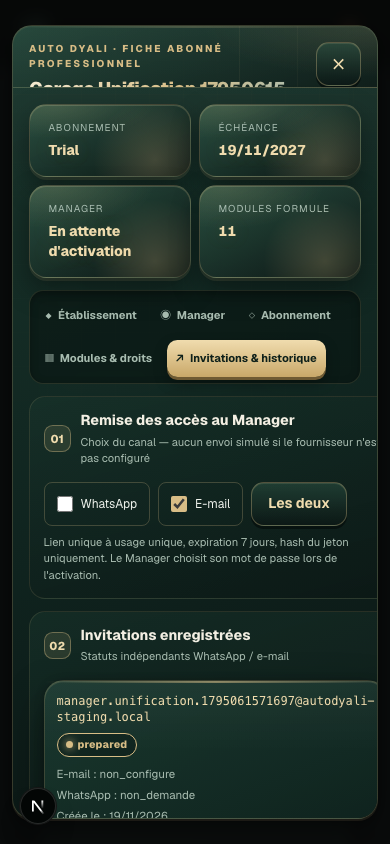 AUTO DYALI · FICHE ABONNÉ
PROFESSIONNEL
Garage Unification 17950615
ABONNEMENT
Trial
ÉCHÉANCE
19/11/2027
MANAGER
En attente
d'activation
MODULES FORMULE
11
Établissement
Manager
Abonnement
Modules & droits
Invitations & historique
01
Remise des accès au Manager
Choix du canal — aucun envoi simulé si le fournisseur n'es
pas configuré
WhatsApp
E-mail
Les deux
Lien unique à usage unique, expiration 7 jours, hash du jeton
uniquement. Le Manager choisit son mot de passe lors de
l'activation.
02
Invitations enregistrées
Statuts indépendants WhatsApp / e-mail
manager.unification.1795061571697@autodyali-
staging.local
prepared
E-mail : non_configure
WhatsApp : non_demande
Créée le : 19/11/2026
N